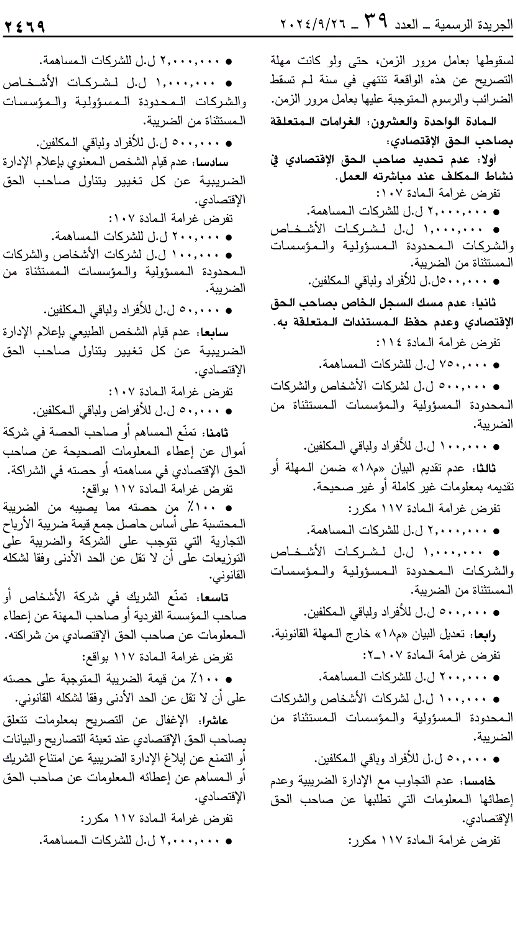 الجريدة الرسمية ــ العدد ٣٩ ــ ٢٠٢٤/٩/٢٦
٢٤٦٩
لسقوطها بعامل مرور الزمن، حتى ولو كانت مهلة
التصريح عن هذه الواقعة تنتهي في سنة لم تسقط
الضرائب والرسوم المتوجبة عليها بعامل مرور الزمن.
المادة الواحدة والعشرون: الغرامات المتعلقة
بصاحب الحق الإقتصادي:
أولا: عدم تحديد صاحب الحق الإقتصادي في
نشاط المكلف عند مباشرته العمل.
تفرض غرامة المادة ١٠٧:
● ٢,٠٠٠,٠٠٠ ل.ل للشركات المساهمة.
● ١,٠٠٠,٠٠٠ ل.ل لشركات الأشخاص
والشركات المحدودة المسؤولية والمؤسسات
المستثناة من الضريبة.
● ٥٠٠,٠٠٠ل.ل للأفراد ولباقي المكلفين.
ثانيا: عدم مسك السجل الخاص بصاحب الحق
الإقتصادي وعدم حفظ المستندات المتعلقة به.
تفرض غرامة المادة ١١٤:
● ٧٥٠,٠٠٠ ل.ل للشركات المساهمة.
● ٥٠٠,٠٠٠ ل.ل لشركات الأشخاص والشركات
المحدودة المسؤولية والمؤسسات المستثناة من
الضريبة.
● ١٠٠,٠٠٠ ل.ل للأفراد ولباقي المكلفين.
ثالثا: عدم تقديم البيان «م١٨» ضمن المهلة أو
تقديمه بمعلومات غير كاملة أو غير صحيحة.
تفرض غرامة المادة ١١٧ مكرر:
● ٢,٠٠٠,٠٠٠ ل.ل للشركات المساهمة.
● ١,٠٠٠,٠٠٠ ل.ل لشركات الأشخاص
والشركات المحدودة المسؤولية والمؤسسات
المستثناة من الضريبة.
● ٥٠٠,٠٠٠ ل.ل للأفراد ولباقي المكلفين.
رابعا: تعديل البيان «م١٨» خارج المهلة القانونية.
تفرض غرامة المادة ١٠٧ــ٢:
● ٢٠٠,٠٠٠ ل.ل للشركات المساهمة.
● ١٠٠,٠٠٠ ل.ل لشركات الأشخاص والشركات
المحدودة المسؤولية والمؤسسات المستثناة من
الضريبة.
● ٥٠,٠٠٠ ل.ل للأفراد وباقي المكلفين.
خامسا: عدم التجاوب مع الإدارة الضريبية وعدم
إعطائها المعلومات التي تطلبها عن صاحب الحق
الإقتصادي.
تفرض غرامة المادة ١١٧ مكرر:
● ٢,٠٠٠,٠٠٠ ل.ل للشركات المساهمة.
● ١,٠٠٠,٠٠٠ ل.ل لشركات الأشخاص
والشركات المحدودة المسؤولية والمؤسسات
المستثناة من الضريبة.
● ٥٠٠,٠٠٠ ل.ل للأفراد ولباقي المكلفين.
سادسا: عدم قيام الشخص المعنوي بإعلام الإدارة
الضريبية عن كل تغيير يتناول صاحب الحق
الإقتصادي.
تفرض غرامة المادة ١٠٧:
● ٢٠٠,٠٠٠ ل.ل للشركات المساهمة.
● ١٠٠,٠٠٠ ل.ل لشركات الأشخاص والشركات
المحدودة المسؤولية والمؤسسات المستثناة من
الضريبة.
● ٥٠,٠٠٠ ل.ل للأفراد ولباقي المكلفين.
سابعا: عدم قيام الشخص الطبيعي بإعلام الإدارة
الضريبية عن كل تغيير يتناول صاحب الحق
الإقتصادي.
تفرض غرامة المادة ١٠٧:
● ٥٠,٠٠٠ ل.ل للأفراض ولباقي المكلفين.
ثامنا: تمنّع المساهم أو صاحب الحصة في شركة
أموال عن إعطاء المعلومات الصحيحة عن صاحب
الحق الإقتصادي في مساهمته أو حصته في الشراكة.
تفرض غرامة المادة ١١٧ بواقع:
● ١٠٠٪ من حصته مما يصيبه من الضريبة
المحتسبة على أساس حاصل جمع قيمة ضريبة الأرباح
التجارية التي تتوجب على الشركة والضريبة على
التوزيعات على أن لا تقل عن الحد الأدنى وفقا لشكله
القانوني.
تاسعا: تمنّع الشريك في شركة الأشخاص أو
صاحب المؤسسة الفردية أو صاحب المهنة عن إعطاء
المعلومات عن صاحب الحق الإقتصادي من شراكته.
تفرض غرامة المادة ١١٧ بواقع:
● ١٠٠٪ من قيمة الضريبة المتوجبة على حصته
على أن لا تقل عن الحد الأدنى وفقا لشكله القانوني.
عاشرا: الإغفال عن التصريح بمعلومات تتعلق
بصاحب الحق الإقتصادي عند تعبئة التصاريح والبيانات
أو التمنع عن إبلاغ الإدارة الضريبية عن امتناع الشريك
أو المساهم عن إعطائه المعلومات عن صاحب الحق
الإقتصادي.
تفرض غرامة المادة ١١٧ مكرر:
● ٢,٠٠٠,٠٠٠ ل.ل للشركات المساهمة.